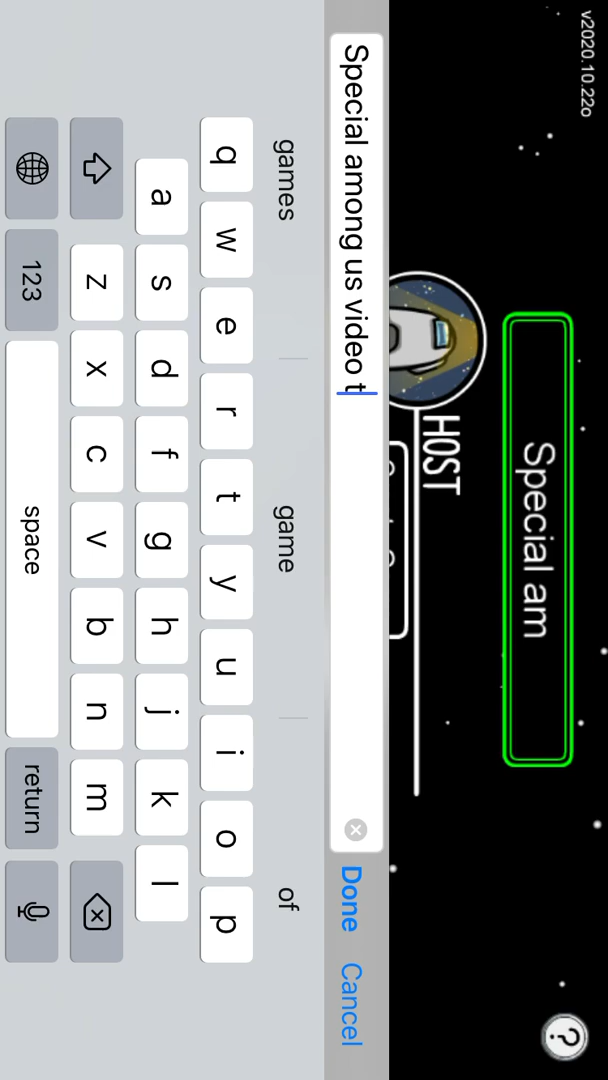 v2020.10.22o
Special am
HOST
Special among us video t
Done
Cancel
games
game
of
q w e r t y u i o p
a s d f g h j k l
z x c v b n m
123
space
return
?